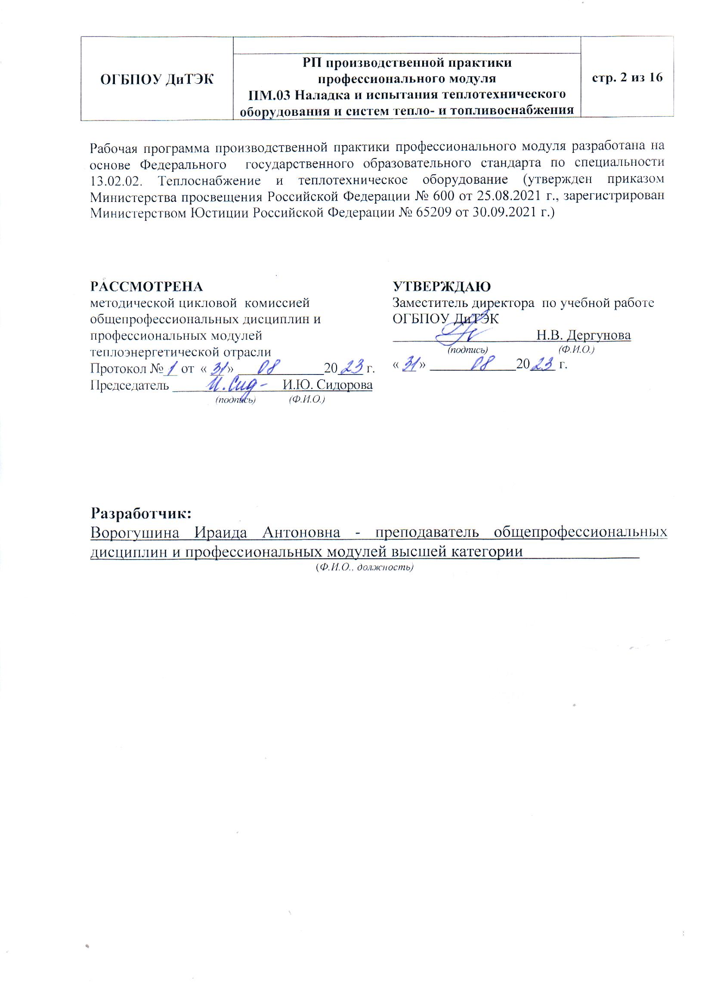 ОГБПОУ ДиТЭК
РП производственной практики
профессионального модуля
ПМ.03 Наладка и испытания теплотехнического
оборудования и систем тепло- и топливоснабжения
стр. 2 из 16
Рабочая программа производственной практики профессионального модуля разработана на
основе Федерального государственного образовательного стандарта по специальности
13.02.02. Теплоснабжение и теплотехническое оборудование (утвержден приказом
Министерства просвещения Российской Федерации № 600 от 25.08.2021 г., зарегистрирован
Министерством Юстиции Российской Федерации № 65209 от 30.09.2021 г.)
РАССМОТРЕНА
методической цикловой комиссией
общепрофессиональных дисциплин и
профессиональных модулей
теплоэнергетической отрасли
Протокол № 1 от « 31 » 08 2023 г.
Председатель И.Сид- И.Ю. Сидорова
(подпись) (Ф.И.О.)
УТВЕРЖДАЮ
Заместитель директора по учебной работе
ОГБПОУ ДиТЭК
Н.В. Дергунова
(подпись) (Ф.И.О.)
« 31 » 08 2023 г.
Разработчик:
Ворогушина Ираида Антоновна - преподаватель общепрофессиональных
дисциплин и профессиональных модулей высшей категории
(Ф.И.О., должность)